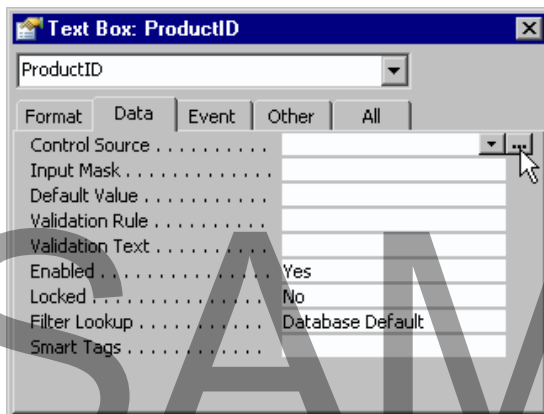 Text Box: ProductID
ProductID
Format Data Event Other All
Control Source . . . . . . . . . .
Input Mask . . . . . . . . . . . . .
Default Value . . . . . . . . . . .
Validation Rule . . . . . . . . . .
Validation Text . . . . . . . . . .
Enabled . . . . . . . . . . . . . . . Yes
Locked . . . . . . . . . . . . . . . . No
Filter Lookup . . . . . . . . . . . Database Default
Smart Tags . . . . . . . . . . . .
SAM